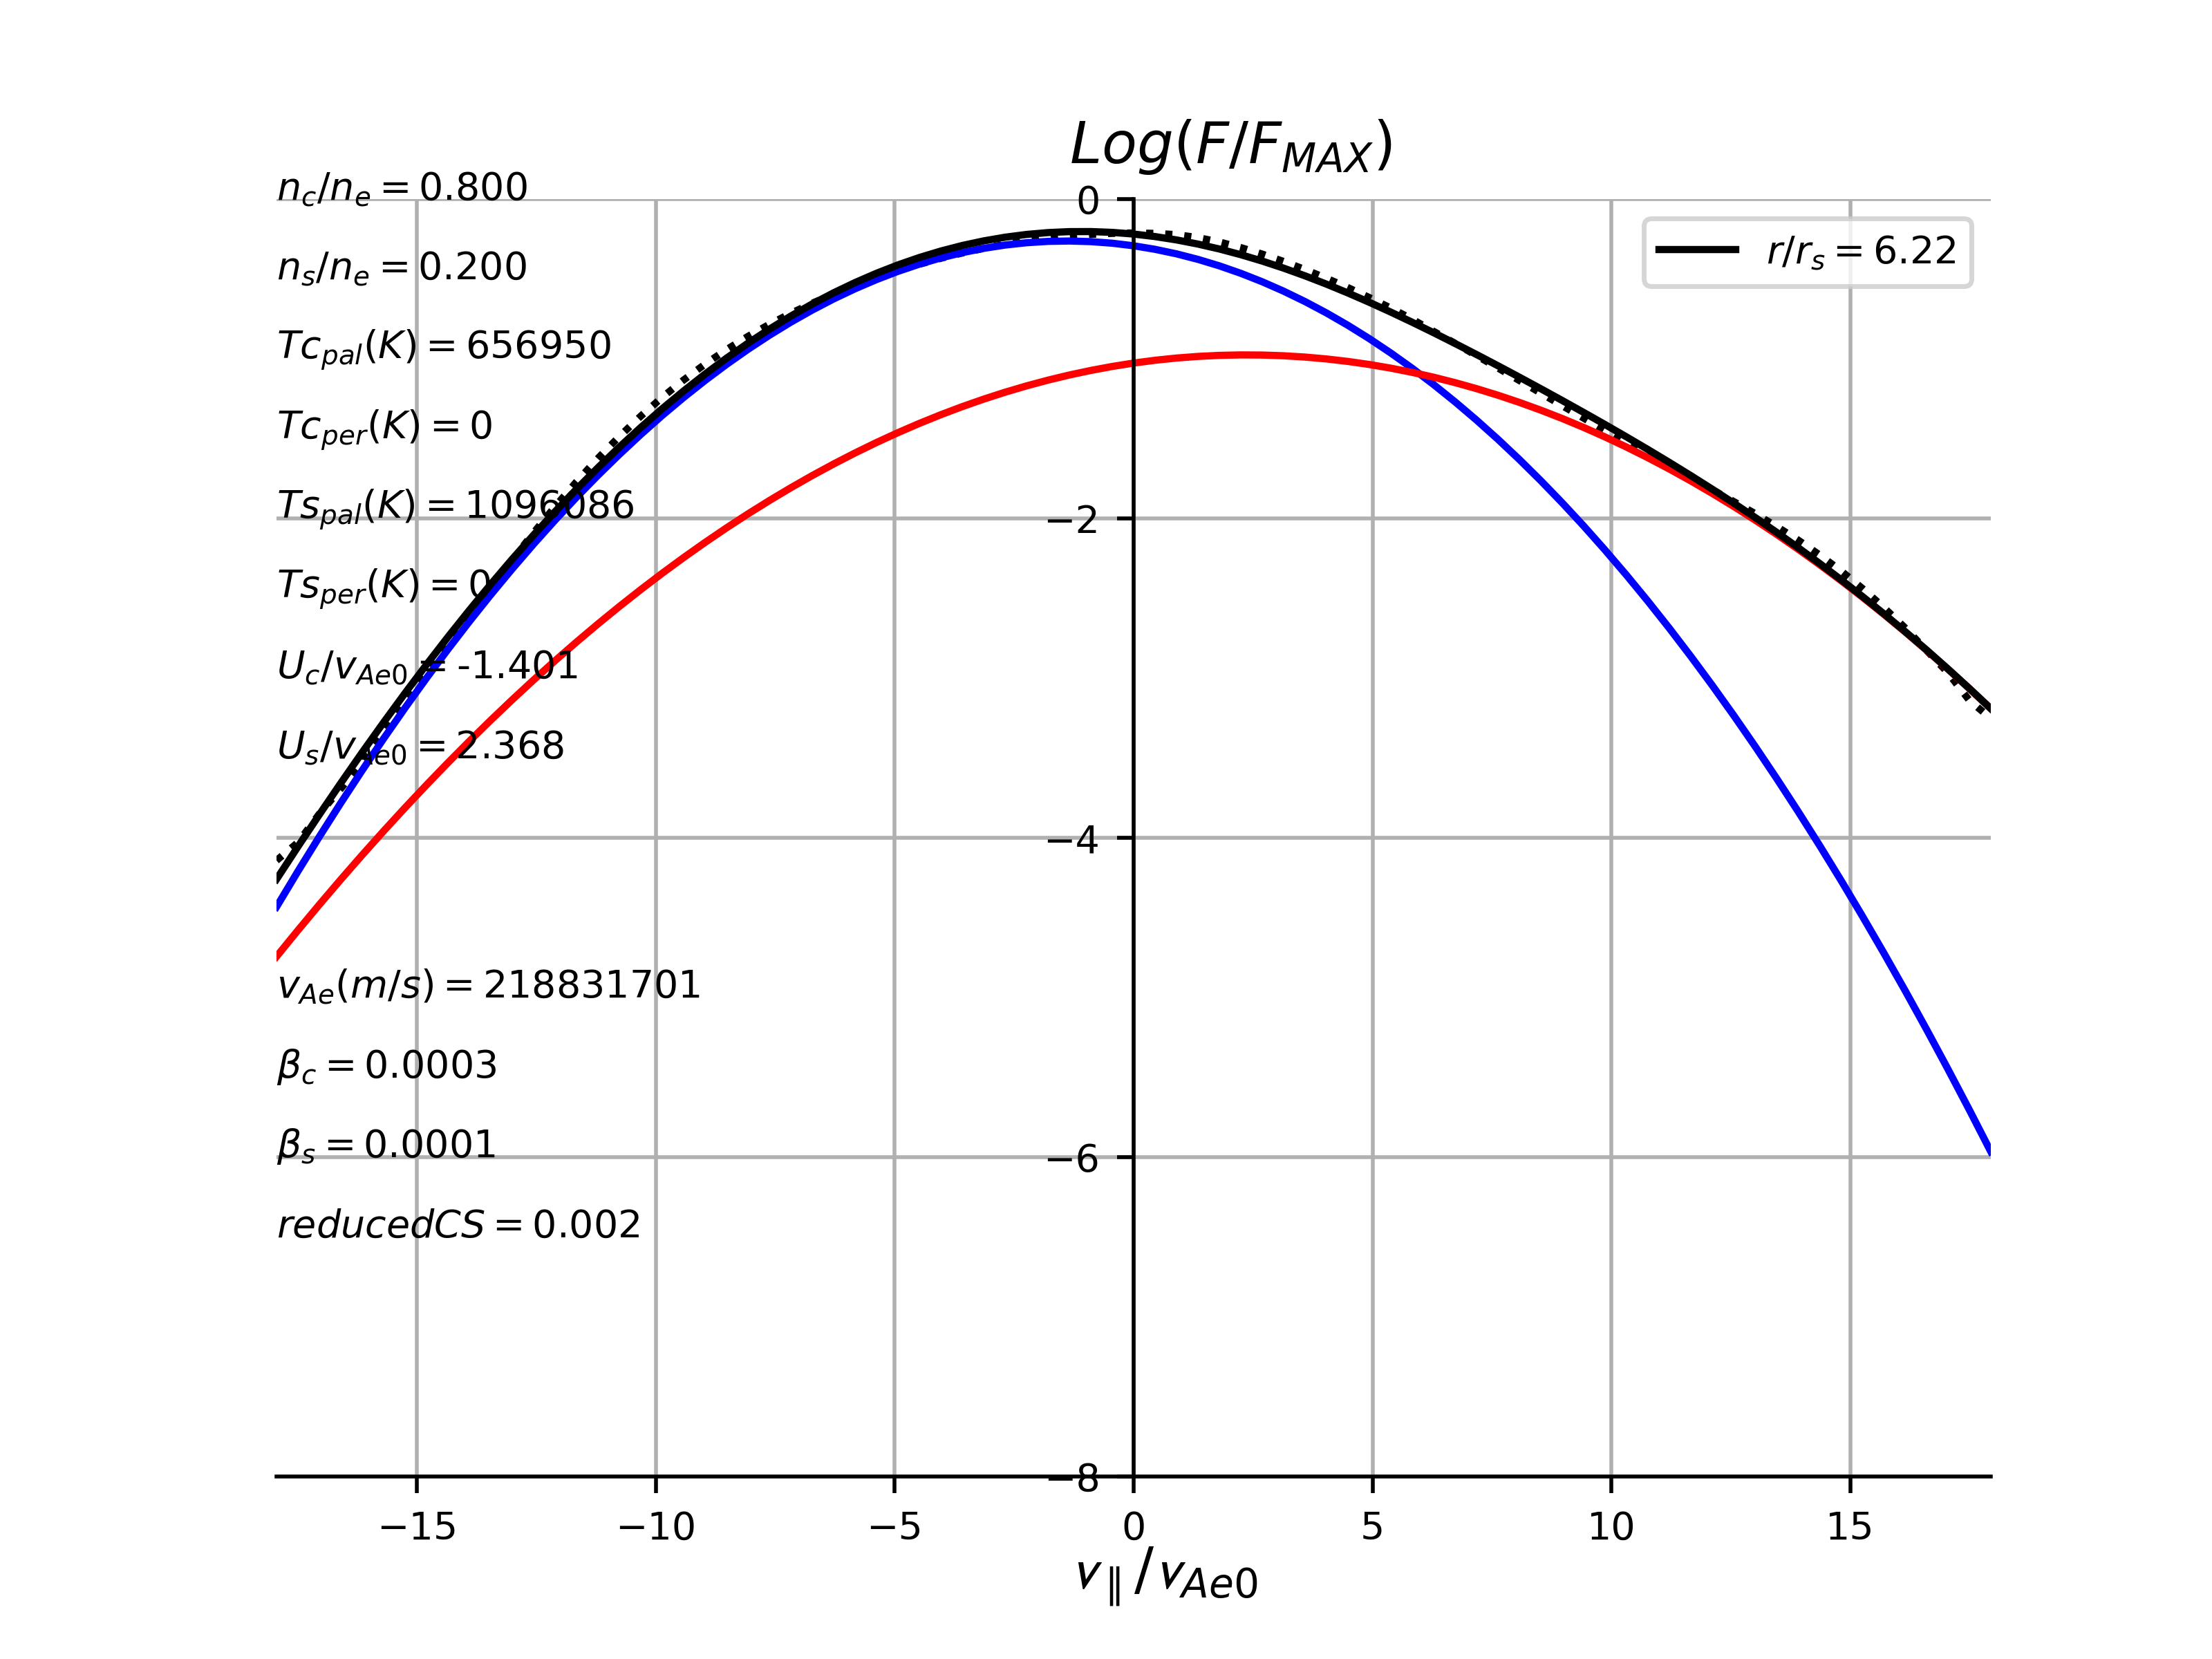 Log(F/F_MAX)
n_c/n_e = 0.800
n_s/n_e = 0.200
Tc_pal(K) = 656950
Tc_per(K) = 0
Ts_pal(K) = 1096086
Ts_per(K) = 0
U_c/v_Ae0 = -1.401
U_s/v_Ae0 = 2.368
v_Ae(m/s) = 218831701
β_c = 0.0003
β_s = 0.0001
reducedCS = 0.002
r/r_s = 6.22
0
−2
−4
−6
−8
−15 −10 −5 0 5 10 15
v_∥/v_Ae0